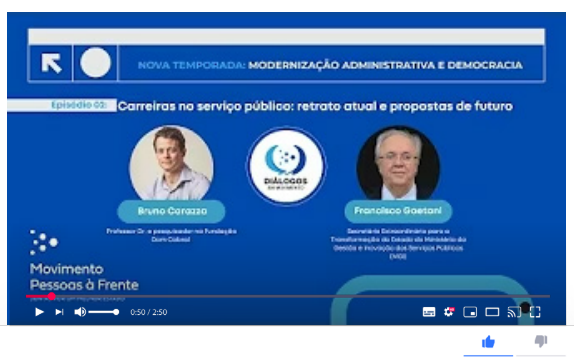 NOVA TEMPORADA: MODERNIZAÇÃO ADMINISTRATIVA E DEMOCRACIA
Episódio 02: Carreiras no serviço público: retrato atual e propostas de futuro
DIÁLOGOS
EM MOVIMENTO
Bruno Carazza
Francisco Gaetani
Professor Dr. e pesquisador na Fundação
Dom Cabral
Secretário Extraordinário para a
Transformação do Estado do Ministério da
Gestão e Inovação dos Serviços Públicos
(MGI)
Movimento
Pessoas à Frente
0:50 / 2:50